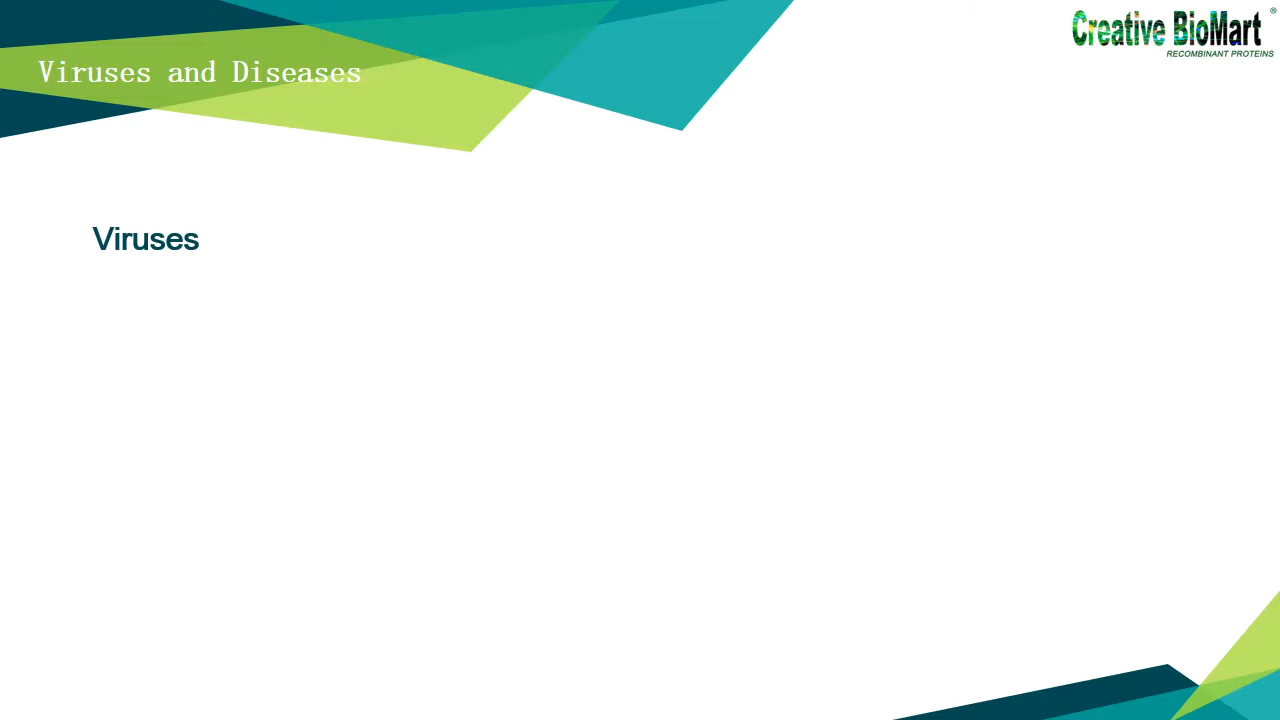 Creative BioMart ®
RECOMBINANT PROTEINS
Viruses and Diseases
Viruses